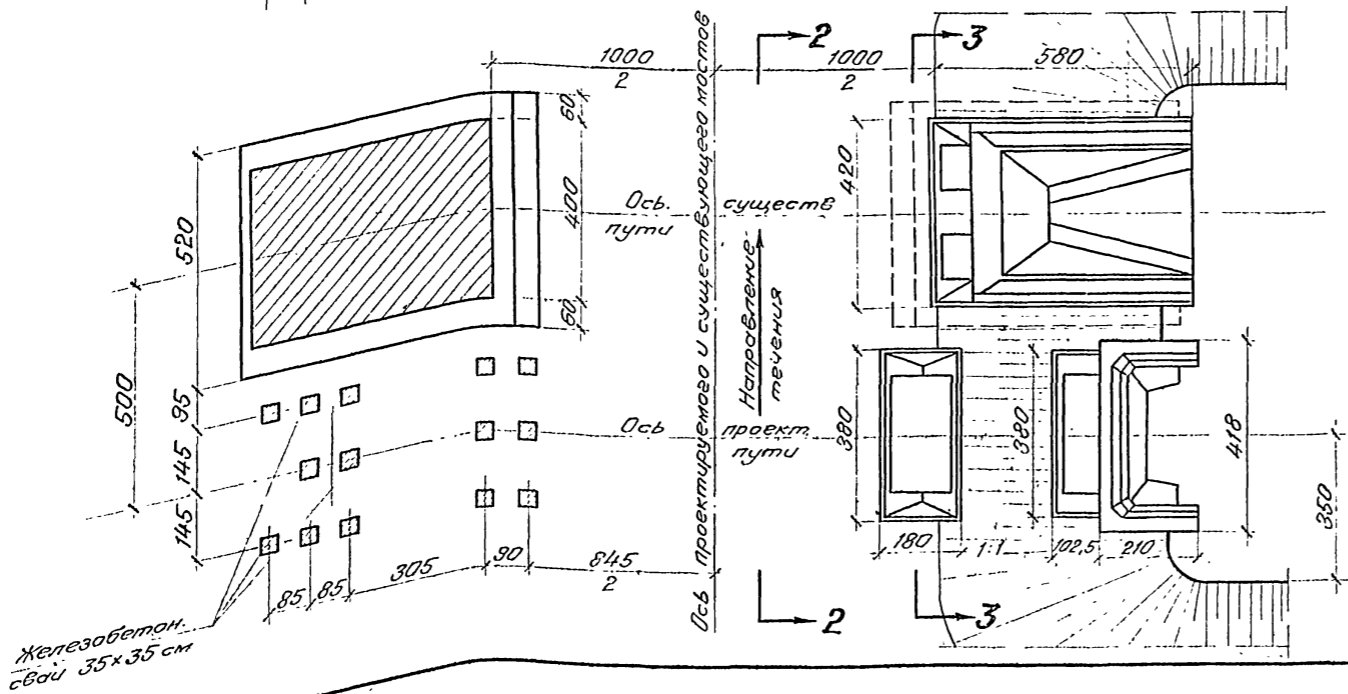 1000
2
1000
2
580
2
3
60
400
60
420
520
500
95
145
145
Ось
пути
существ
Ось проектируемого и существующего мостов
Направление
течения
Ось
проект.
пути
380
380
418
350
180
1:1
102,5
210
85
85
305
90
845
2
2
3
Железобетон.
сваи 35×35 см